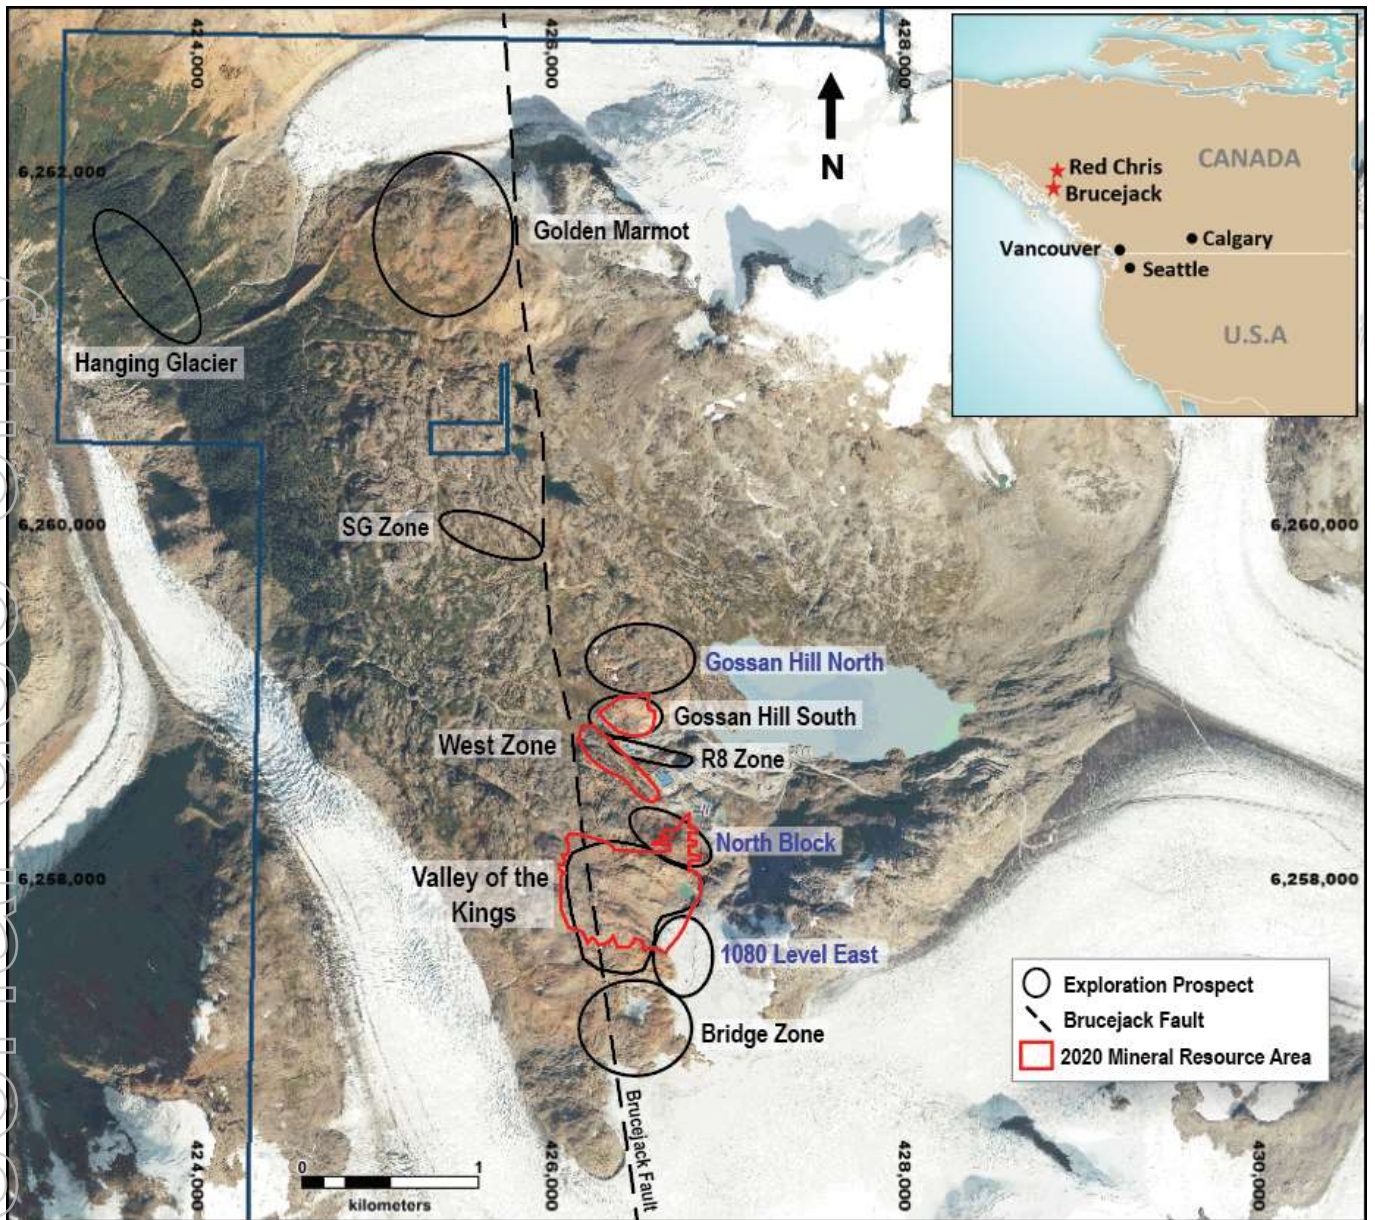 424,000
426,000
428,000
6,262,000
N
CANADA
Red Chris
Brucejack
Vancouver
Calgary
Seattle
U.S.A
Golden Marmot
Hanging Glacier
SG Zone
6,260,000
6,260,000
Gossan Hill North
Gossan Hill South
West Zone
R8 Zone
North Block
Valley of the
Kings
6,258,000
6,258,000
1080 Level East
Bridge Zone
Exploration Prospect
Brucejack Fault
2020 Mineral Resource Area
Brucejack Fault
0 1
kilometers
424,000
426,000
428,000
430,000